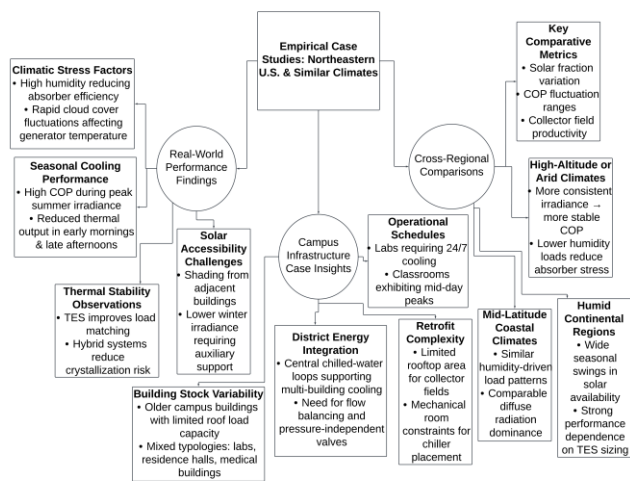 Empirical Case
Studies: Northeastern
U.S. & Similar Climates
Real-World
Performance
Findings
Climatic Stress Factors
• High humidity reducing
absorber efficiency
• Rapid cloud cover
fluctuations affecting
generator temperature
Seasonal Cooling
Performance
• High COP during peak
summer irradiance
• Reduced thermal
output in early mornings
& late afternoons
Thermal Stability
Observations
• TES improves load
matching
• Hybrid systems
reduce
crystallization risk
Solar
Accessibility
Challenges
• Shading from
adjacent
buildings
• Lower winter
irradiance
requiring
auxiliary
support
Campus
Infrastructure
Case Insights
Building Stock Variability
• Older campus buildings
with limited roof load
capacity
• Mixed typologies: labs,
residence halls, medical
buildings
District Energy
Integration
• Central chilled-water
loops supporting
multi-building cooling
• Need for flow
balancing and
pressure-independent
valves
Operational
Schedules
• Labs requiring 24/7
cooling
• Classrooms
exhibiting mid-day
peaks
Retrofit
Complexity
• Limited
rooftop area
for collector
fields
• Mechanical
room
constraints for
chiller
placement
Cross-Regional
Comparisons
Key
Comparative
Metrics
• Solar fraction
variation
• COP fluctuation
ranges
• Collector field
productivity
High-Altitude or
Arid Climates
• More consistent
irradiance →
more stable
COP
• Lower humidity
loads reduce
absorber stress
Mid-Latitude
Coastal
Climates
• Similar
humidity-driven
load patterns
• Comparable
diffuse
radiation
dominance
Humid
Continental
Regions
• Wide
seasonal
swings in
solar
availability
• Strong
performance
dependence
on TES sizing